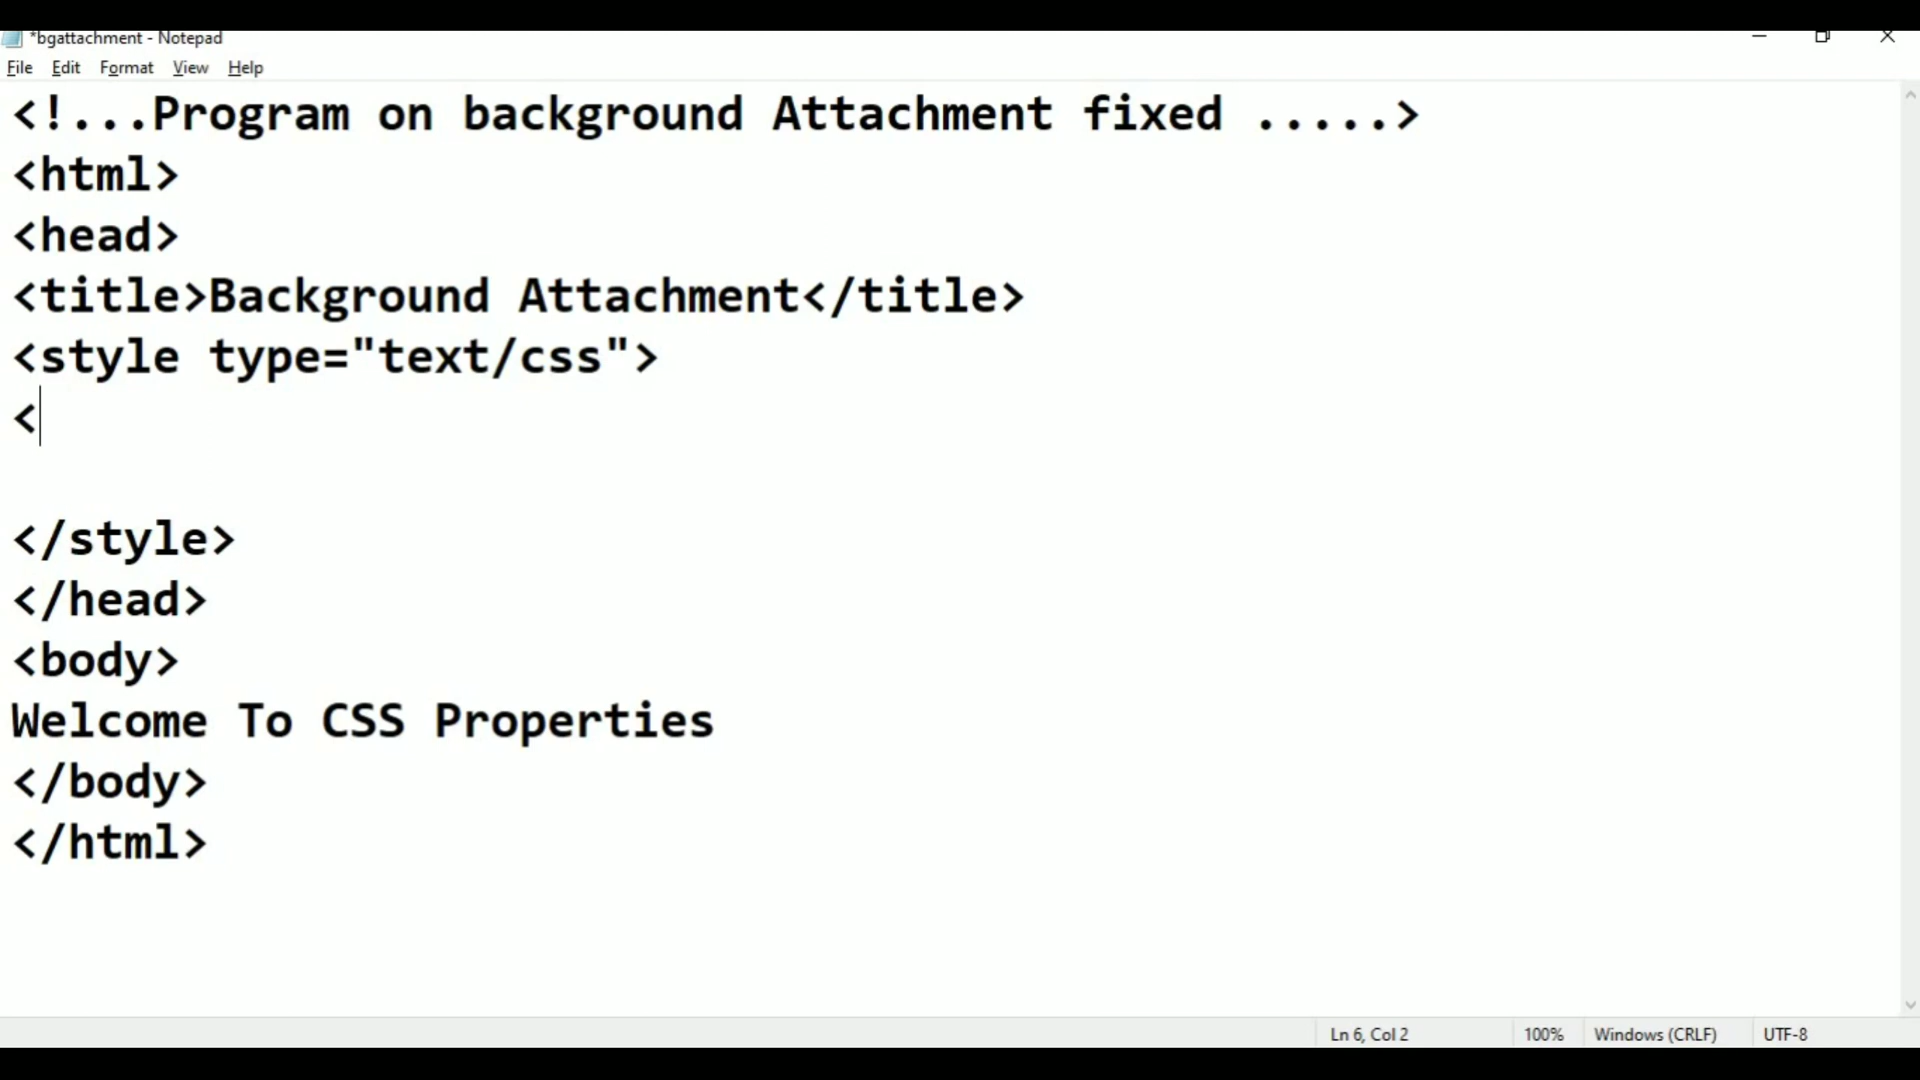 *bgattachment - Notepad
File Edit Format View Help
<!...Program on background Attachment fixed .....>
<html>
<head>
<title>Background Attachment</title>
<style type="text/css">
<
</style>
</head>
<body>
Welcome To CSS Properties
</body>
</html>
Ln 6, Col 2 100% Windows (CRLF) UTF-8